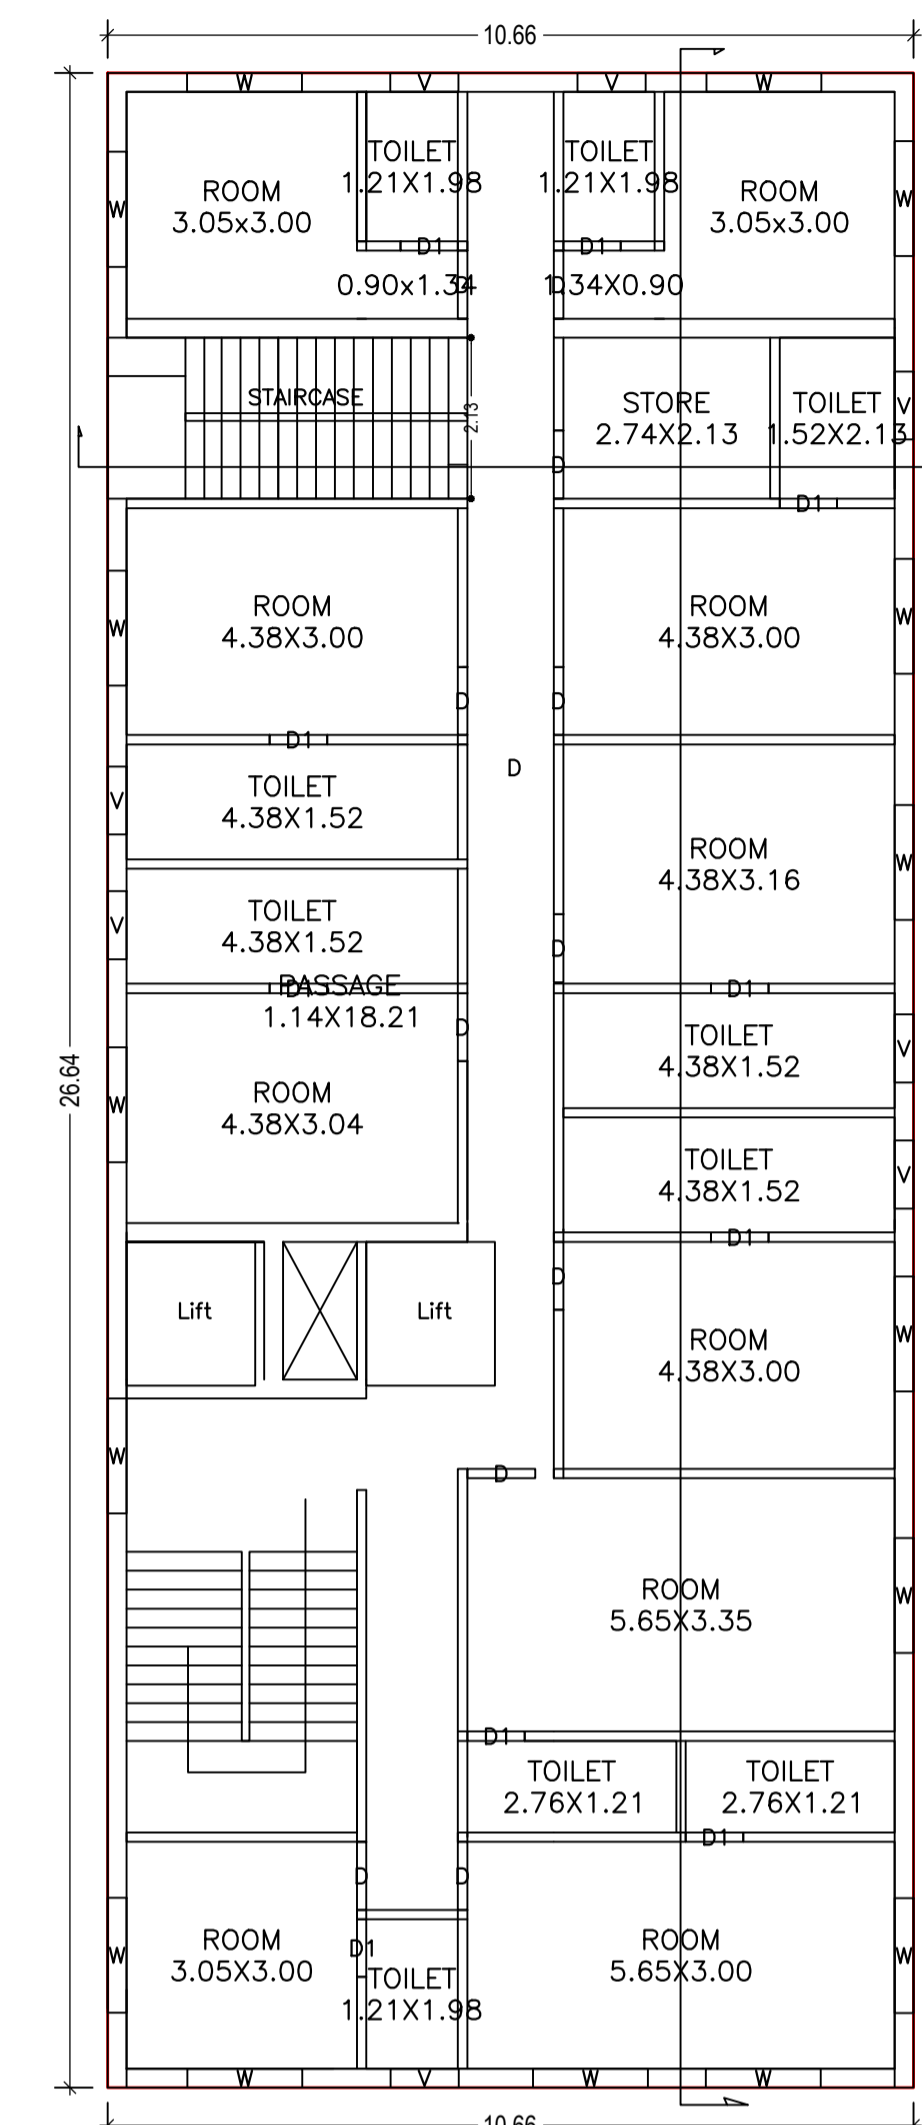 10.66
W
V
V
W
TOILET
1.21X1.98
TOILET
1.21X1.98
ROOM
3.05x3.00
ROOM
3.05x3.00
W
W
D1
D1
0.90x1.34
D
D
1.34X0.90
STAIRCASE
2.13
STORE
2.74X2.13
TOILET
1.52X2.13
V
D
D1
ROOM
4.38X3.00
ROOM
4.38X3.00
W
W
D
D
D1
D
TOILET
4.38X1.52
V
ROOM
4.38X3.16
W
TOILET
4.38X1.52
V
D
PASSAGE
1.14X18.21
D1
D1
D
TOILET
4.38X1.52
V
26.64
ROOM
4.38X3.04
W
TOILET
4.38X1.52
V
D1
D
Lift
Lift
ROOM
4.38X3.00
W
W
D
ROOM
5.65X3.35
W
D1
TOILET
2.76X1.21
TOILET
2.76X1.21
D1
D
D
ROOM
3.05X3.00
W
D1
TOILET
1.21X1.98
ROOM
5.65X3.00
W
W
V
W
W
10.66